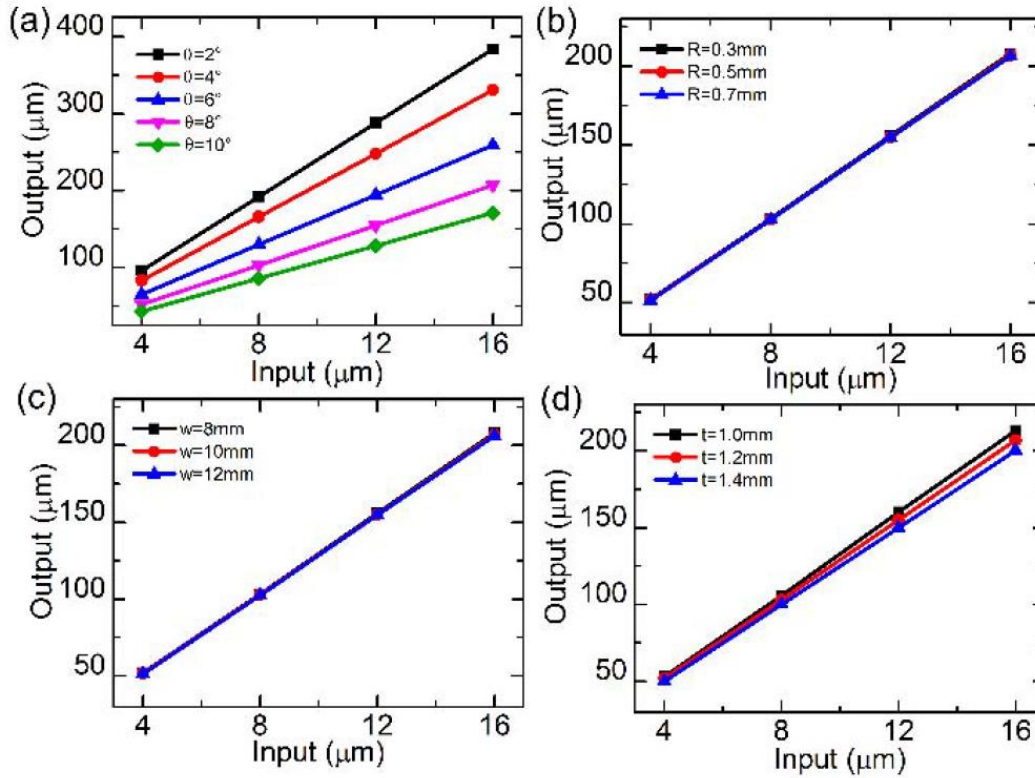 (a)
Output (μm)
400
300
200
100
θ=2°
θ=4°
θ=6°
θ=8°
θ=10°
4 8 12 16
Input (μm)
(b)
Output (μm)
200
150
100
50
R=0.3mm
R=0.5mm
R=0.7mm
4 8 12 16
Input (μm)
(c)
Output (μm)
200
150
100
50
w=8mm
w=10mm
w=12mm
4 8 12 16
Input (μm)
(d)
Output (μm)
200
150
100
50
t=1.0mm
t=1.2mm
t=1.4mm
4 8 12 16
Input (μm)